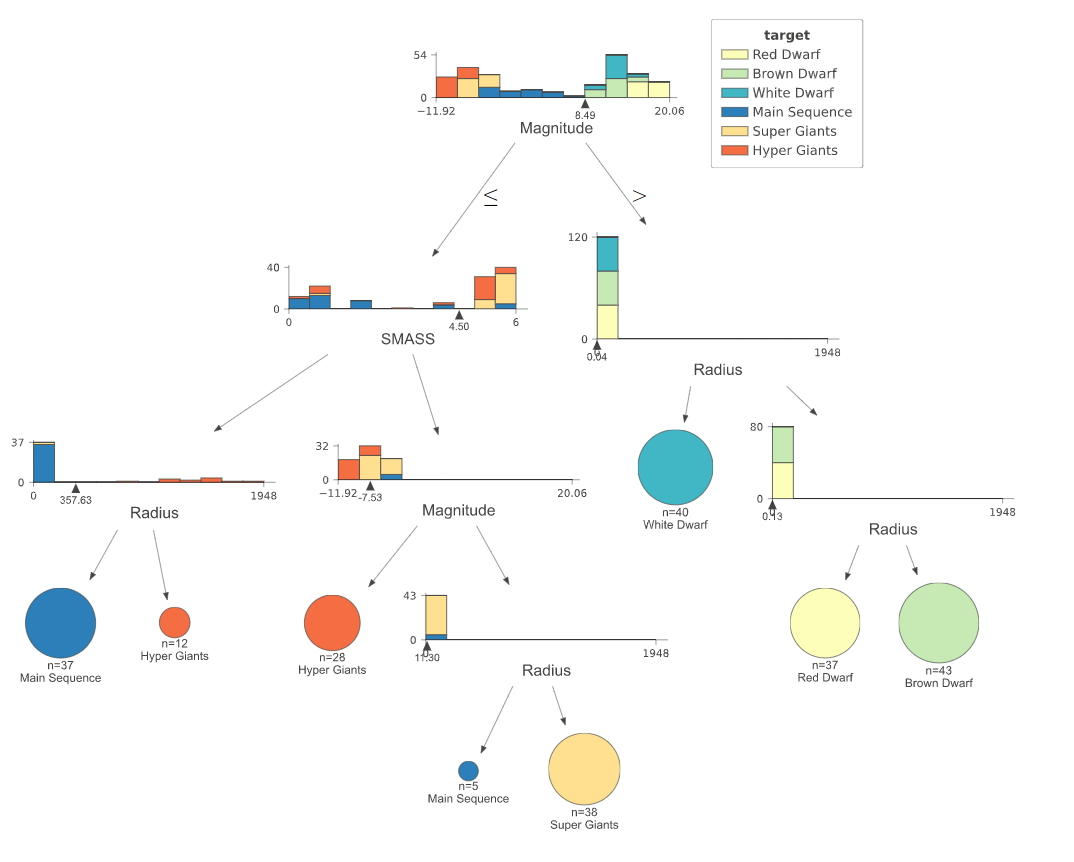 54
0
−11.92
8.49
20.06
Magnitude
target
Red Dwarf
Brown Dwarf
White Dwarf
Main Sequence
Super Giants
Hyper Giants
≤
>
40
0
0
4.50
6
SMASS
120
0
0.04
1948
Radius
37
0
0
357.63
1948
Radius
32
0
−11.92
-7.53
20.06
Magnitude
n=40
White Dwarf
80
0
0.13
1948
Radius
n=37
Main Sequence
n=12
Hyper Giants
n=28
Hyper Giants
43
0
11.30
1948
Radius
n=37
Red Dwarf
n=43
Brown Dwarf
n=5
Main Sequence
n=38
Super Giants